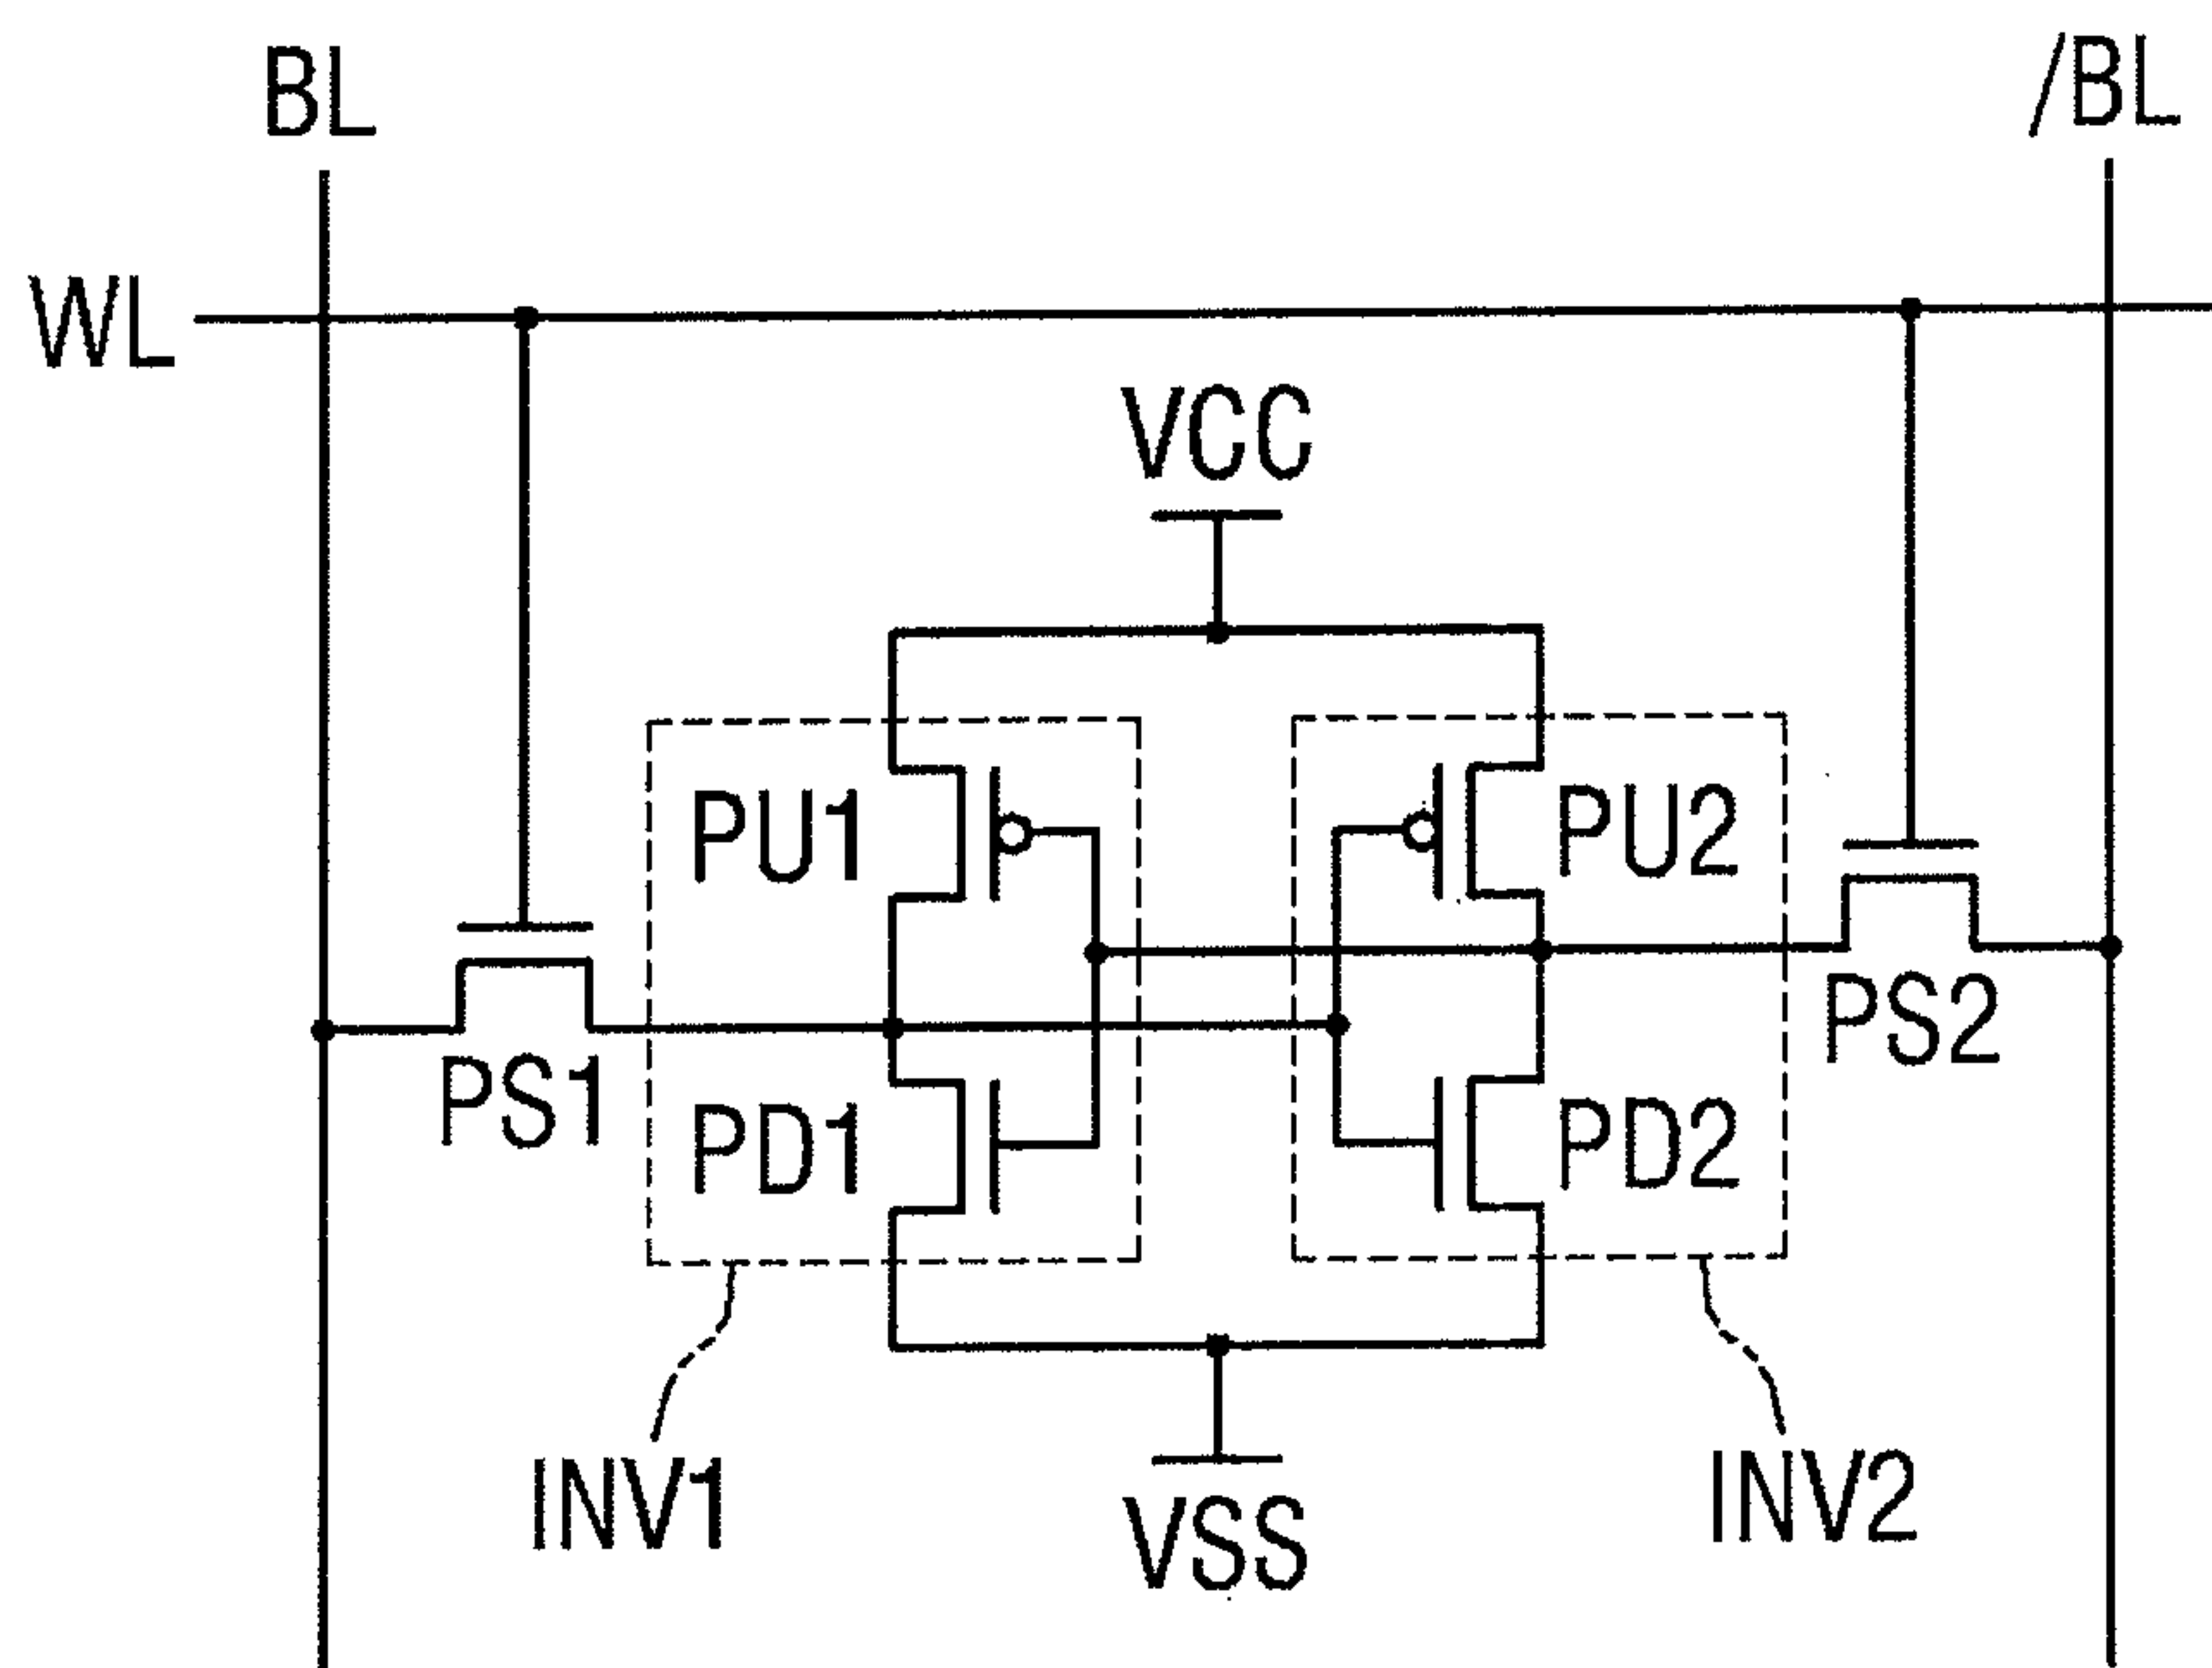 BL
/BL
WL
VCC
PU1
PU2
PS1
PS2
PD1
PD2
INV1
INV2
VSS